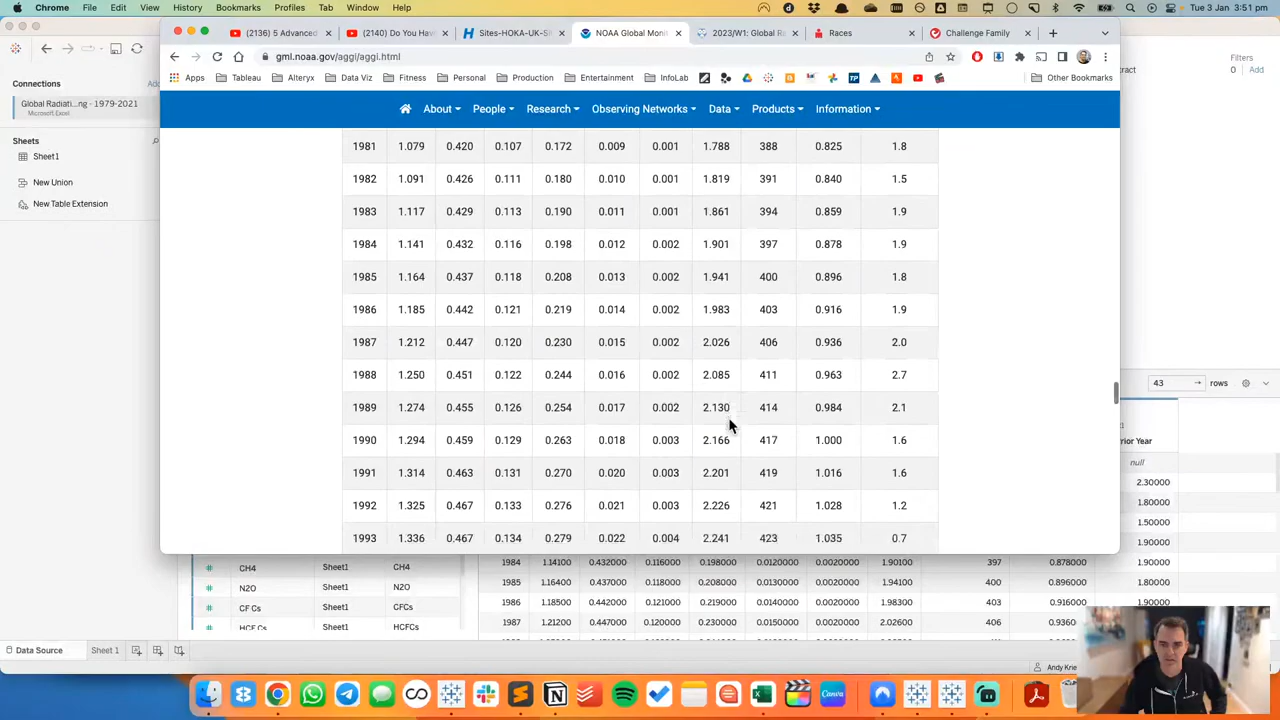 Chrome File Edit View History Bookmarks Profiles Tab Window Help Tue 3 Jan 3:51 pm
(2136) 5 Advanced (2140) Do You Hav Sites-HOKA-UK-Si NOAA Global Moni 2023/W1: Global Ra Races Challenge Family
gml.noaa.gov/aggi/aggi.html
Apps Tableau Alteryx Data Viz Fitness Personal Production Entertainment InfoLab Other Bookmarks
About People Research Observing Networks Data Products Information
Connections Ad
Global Radiati...ng - 1979-2021
Microsoft Excel
Sheets
Sheet1
New Union
New Table Extension
Filters
0 Add
tract
1981 1.079 0.420 0.107 0.172 0.009 0.001 1.788 388 0.825 1.8
1982 1.091 0.426 0.111 0.180 0.010 0.001 1.819 391 0.840 1.5
1983 1.117 0.429 0.113 0.190 0.011 0.001 1.861 394 0.859 1.9
1984 1.141 0.432 0.116 0.198 0.012 0.002 1.901 397 0.878 1.9
1985 1.164 0.437 0.118 0.208 0.013 0.002 1.941 400 0.896 1.8
1986 1.185 0.442 0.121 0.219 0.014 0.002 1.983 403 0.916 1.9
1987 1.212 0.447 0.120 0.230 0.015 0.002 2.026 406 0.936 2.0
1988 1.250 0.451 0.122 0.244 0.016 0.002 2.085 411 0.963 2.7
1989 1.274 0.455 0.126 0.254 0.017 0.002 2.130 414 0.984 2.1
1990 1.294 0.459 0.129 0.263 0.018 0.003 2.166 417 1.000 1.6
1991 1.314 0.463 0.131 0.270 0.020 0.003 2.201 419 1.016 1.6
1992 1.325 0.467 0.133 0.276 0.021 0.003 2.226 421 1.028 1.2
1993 1.336 0.467 0.134 0.279 0.022 0.004 2.241 423 1.035 0.7
43 rows
rior Year
null
2.30000
1.80000
1.50000
1.90000
CH4 Sheet1 CH4 1984 1.14100 0.432000 0.116000 0.198000 0.0120000 0.0020000 1.90100 397 0.878000 1.90000
N2O Sheet1 N2O 1985 1.16400 0.437000 0.118000 0.208000 0.0130000 0.0020000 1.94100 400 0.896000 1.80000
CF Cs Sheet1 CFCs 1986 1.18500 0.442000 0.121000 0.219000 0.0140000 0.0020000 1.98300 403 0.916000 1.90000
HCF Cs Sheet1 HCFCs 1987 1.21200 0.447000 0.120000 0.230000 0.0150000 0.0020000 2.02600 406 0.9360
Data Source Sheet 1
Andy Krie